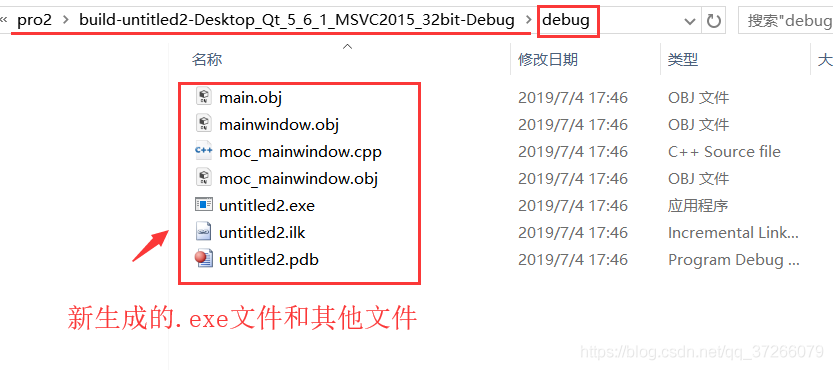 « pro2 › build-untitled2-Desktop_Qt_5_6_1_MSVC2015_32bit-Debug › debug 搜索"debug
名称 修改日期 类型 大
main.obj 2019/7/4 17:46 OBJ 文件
mainwindow.obj 2019/7/4 17:46 OBJ 文件
moc_mainwindow.cpp 2019/7/4 17:46 C++ Source file
moc_mainwindow.obj 2019/7/4 17:46 OBJ 文件
untitled2.exe 2019/7/4 17:46 应用程序
untitled2.ilk 2019/7/4 17:46 Incremental Link...
untitled2.pdb 2019/7/4 17:46 Program Debug ...
新生成的.exe文件和其他文件
https://blog.csdn.net/qq_37266079